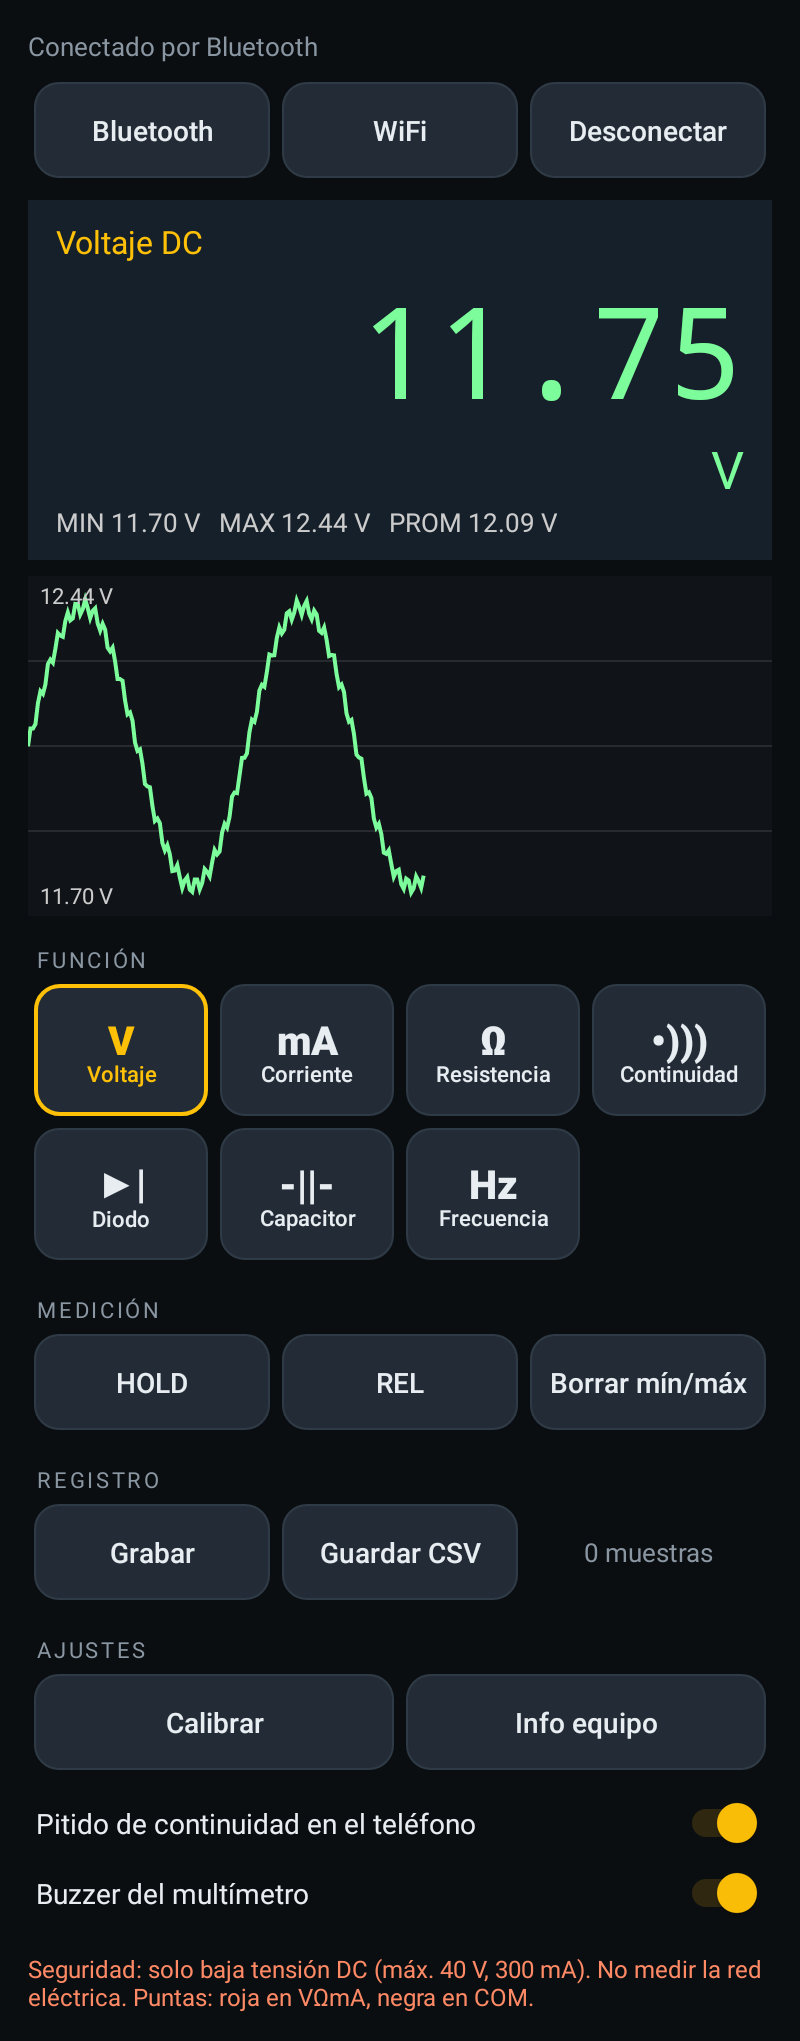 Conectado por Bluetooth
Bluetooth WiFi Desconectar
Voltaje DC
11.75
V
MIN 11.70 V MAX 12.44 V PROM 12.09 V
12.44 V
11.70 V
FUNCIÓN
V mA Ω •)))
Voltaje Corriente Resistencia Continuidad
►| -||- Hz
Diodo Capacitor Frecuencia
MEDICIÓN
HOLD REL Borrar mín/máx
REGISTRO
Grabar Guardar CSV 0 muestras
AJUSTES
Calibrar Info equipo
Pitido de continuidad en el teléfono
Buzzer del multímetro
Seguridad: solo baja tensión DC (máx. 40 V, 300 mA). No medir la red
eléctrica. Puntas: roja en VΩmA, negra en COM.